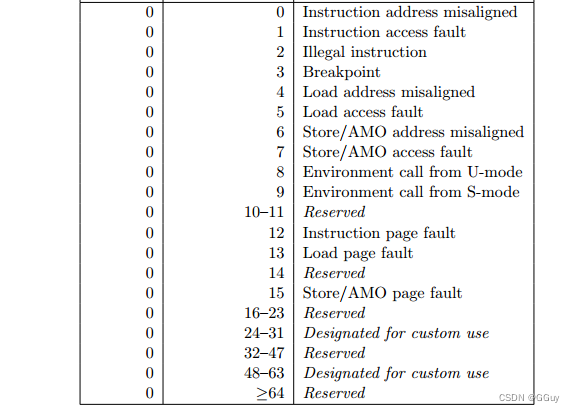 0 0 Instruction address misaligned
0 1 Instruction access fault
0 2 Illegal instruction
0 3 Breakpoint
0 4 Load address misaligned
0 5 Load access fault
0 6 Store/AMO address misaligned
0 7 Store/AMO access fault
0 8 Environment call from U-mode
0 9 Environment call from S-mode
0 10–11 Reserved
0 12 Instruction page fault
0 13 Load page fault
0 14 Reserved
0 15 Store/AMO page fault
0 16–23 Reserved
0 24–31 Designated for custom use
0 32–47 Reserved
0 48–63 Designated for custom use
0 ≥64 Reserved
CSDN @GGuy